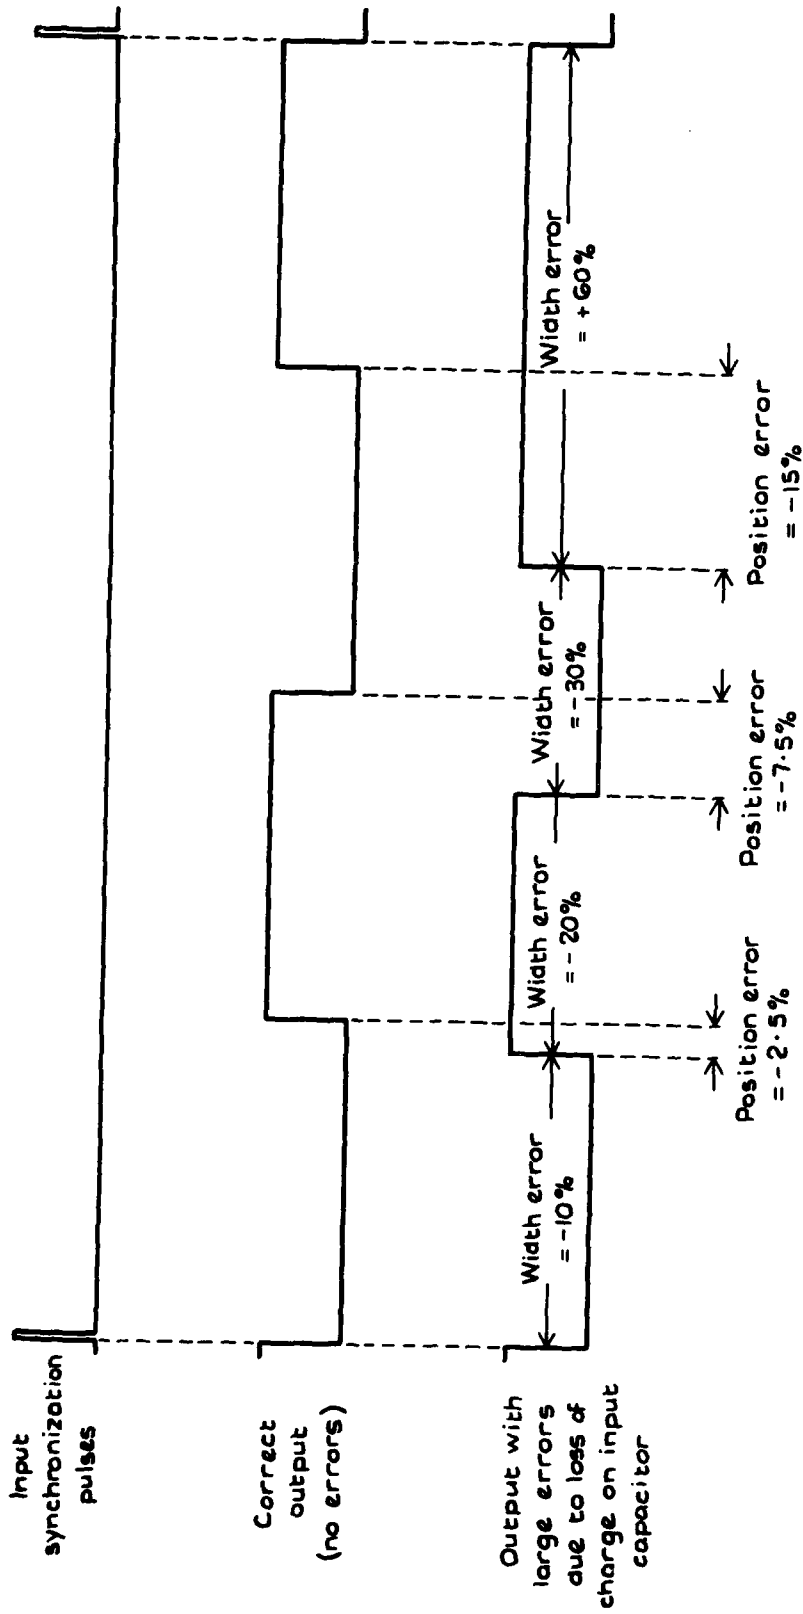 Input
synchronization
pulses
Correct
output
(no errors)
Output with
large errors
due to loss of
charge on input
capacitor
Width error
= -10%
Width error
= -20%
Width error
= -30%
Width error
= +60%
Position error
= -2·5%
Position error
= -7·5%
Position error
= -15%